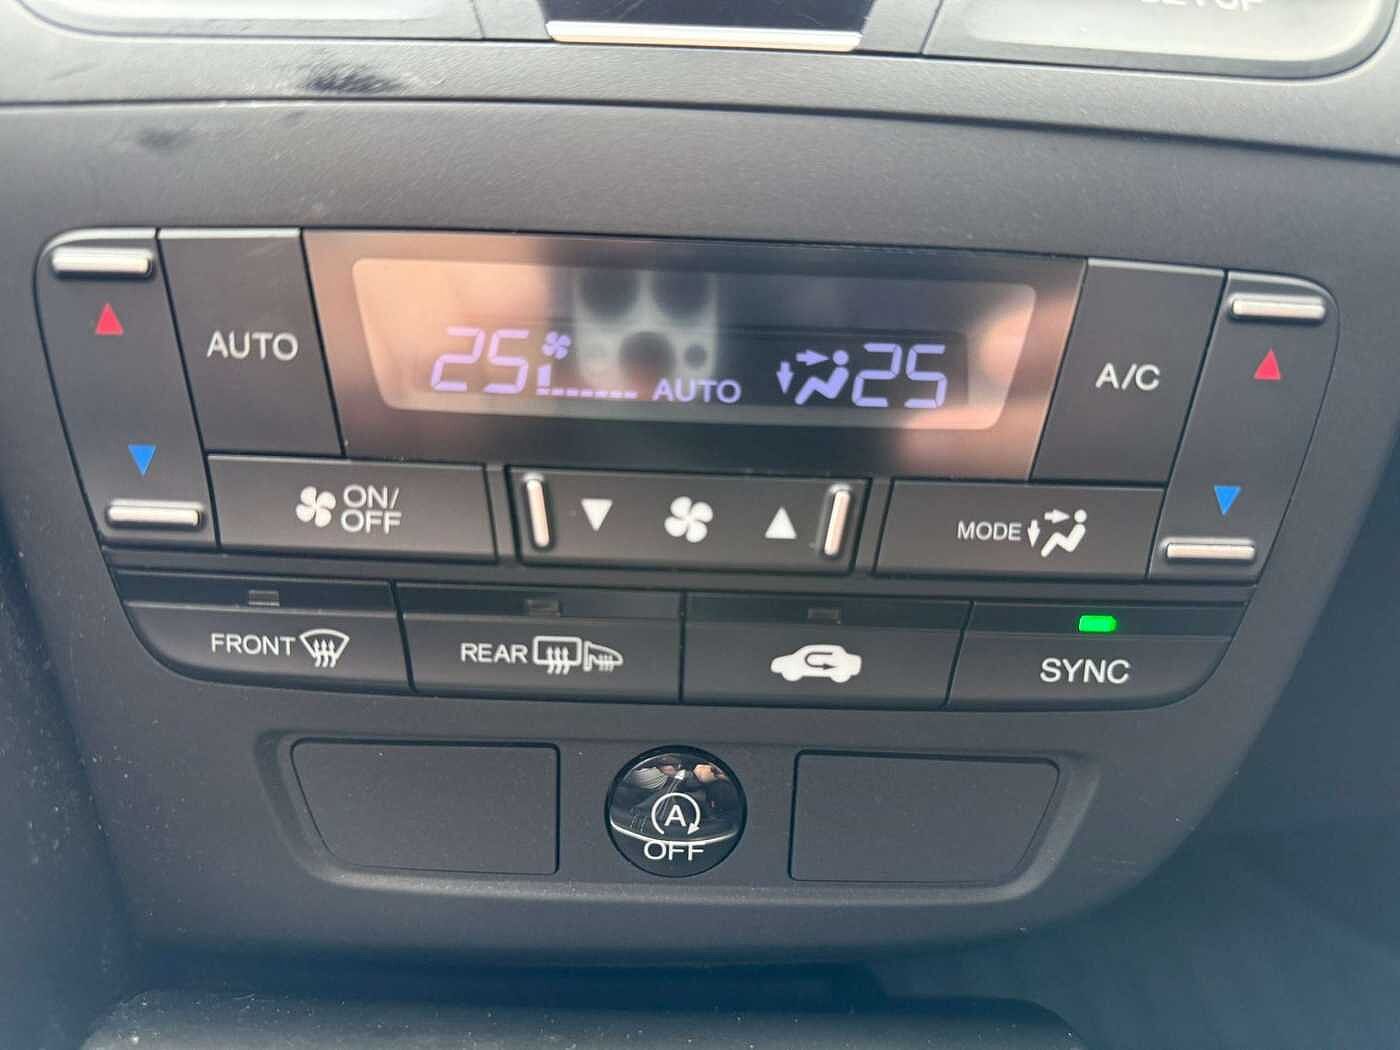 AUTO
25 AUTO 25
A/C
ON/
OFF
MODE
FRONT
REAR
SYNC
A
OFF